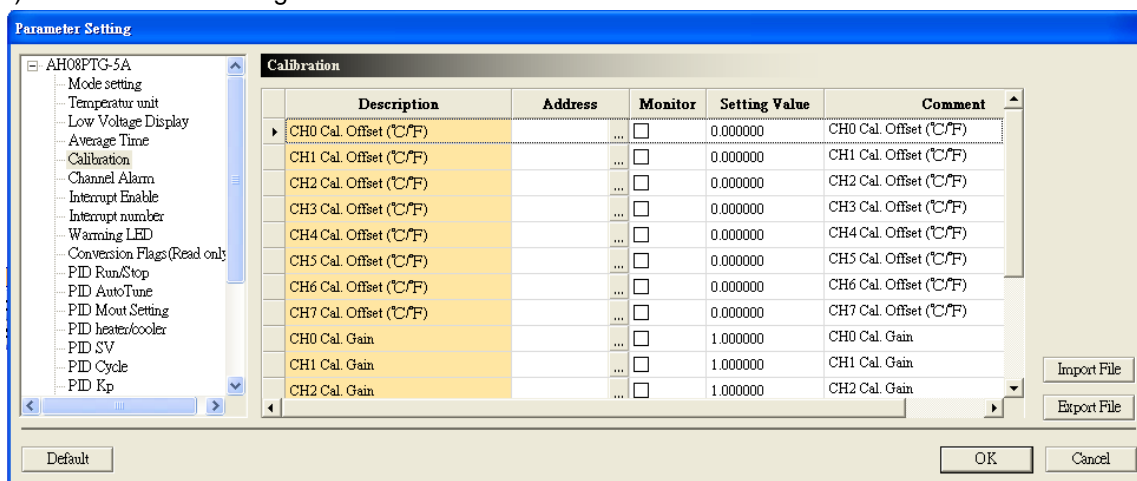 Parameter Setting
AH08PTG-5A
Mode setting
Temperatur unit
Low Voltage Display
Average Time
Calibration
Channel Alarm
Interrupt Enable
Interrupt number
Warming LED
Conversion Flags(Read only
PID Run/Stop
PID AutoTune
PID Mout Setting
PID heater/cooler
PID SV
PID Cycle
PID Kp
Calibration
Description Address Monitor Setting Value Comment
CH0 Cal. Offset (℃/℉) ... 0.000000 CH0 Cal. Offset (℃/℉)
CH1 Cal. Offset (℃/℉) ... 0.000000 CH1 Cal. Offset (℃/℉)
CH2 Cal. Offset (℃/℉) ... 0.000000 CH2 Cal. Offset (℃/℉)
CH3 Cal. Offset (℃/℉) ... 0.000000 CH3 Cal. Offset (℃/℉)
CH4 Cal. Offset (℃/℉) ... 0.000000 CH4 Cal. Offset (℃/℉)
CH5 Cal. Offset (℃/℉) ... 0.000000 CH5 Cal. Offset (℃/℉)
CH6 Cal. Offset (℃/℉) ... 0.000000 CH6 Cal. Offset (℃/℉)
CH7 Cal. Offset (℃/℉) ... 0.000000 CH7 Cal. Offset (℃/℉)
CH0 Cal. Gain ... 1.000000 CH0 Cal. Gain
CH1 Cal. Gain ... 1.000000 CH1 Cal. Gain
CH2 Cal. Gain ... 1.000000 CH2 Cal. Gain
Import File
Export File
Default
OK
Cancel